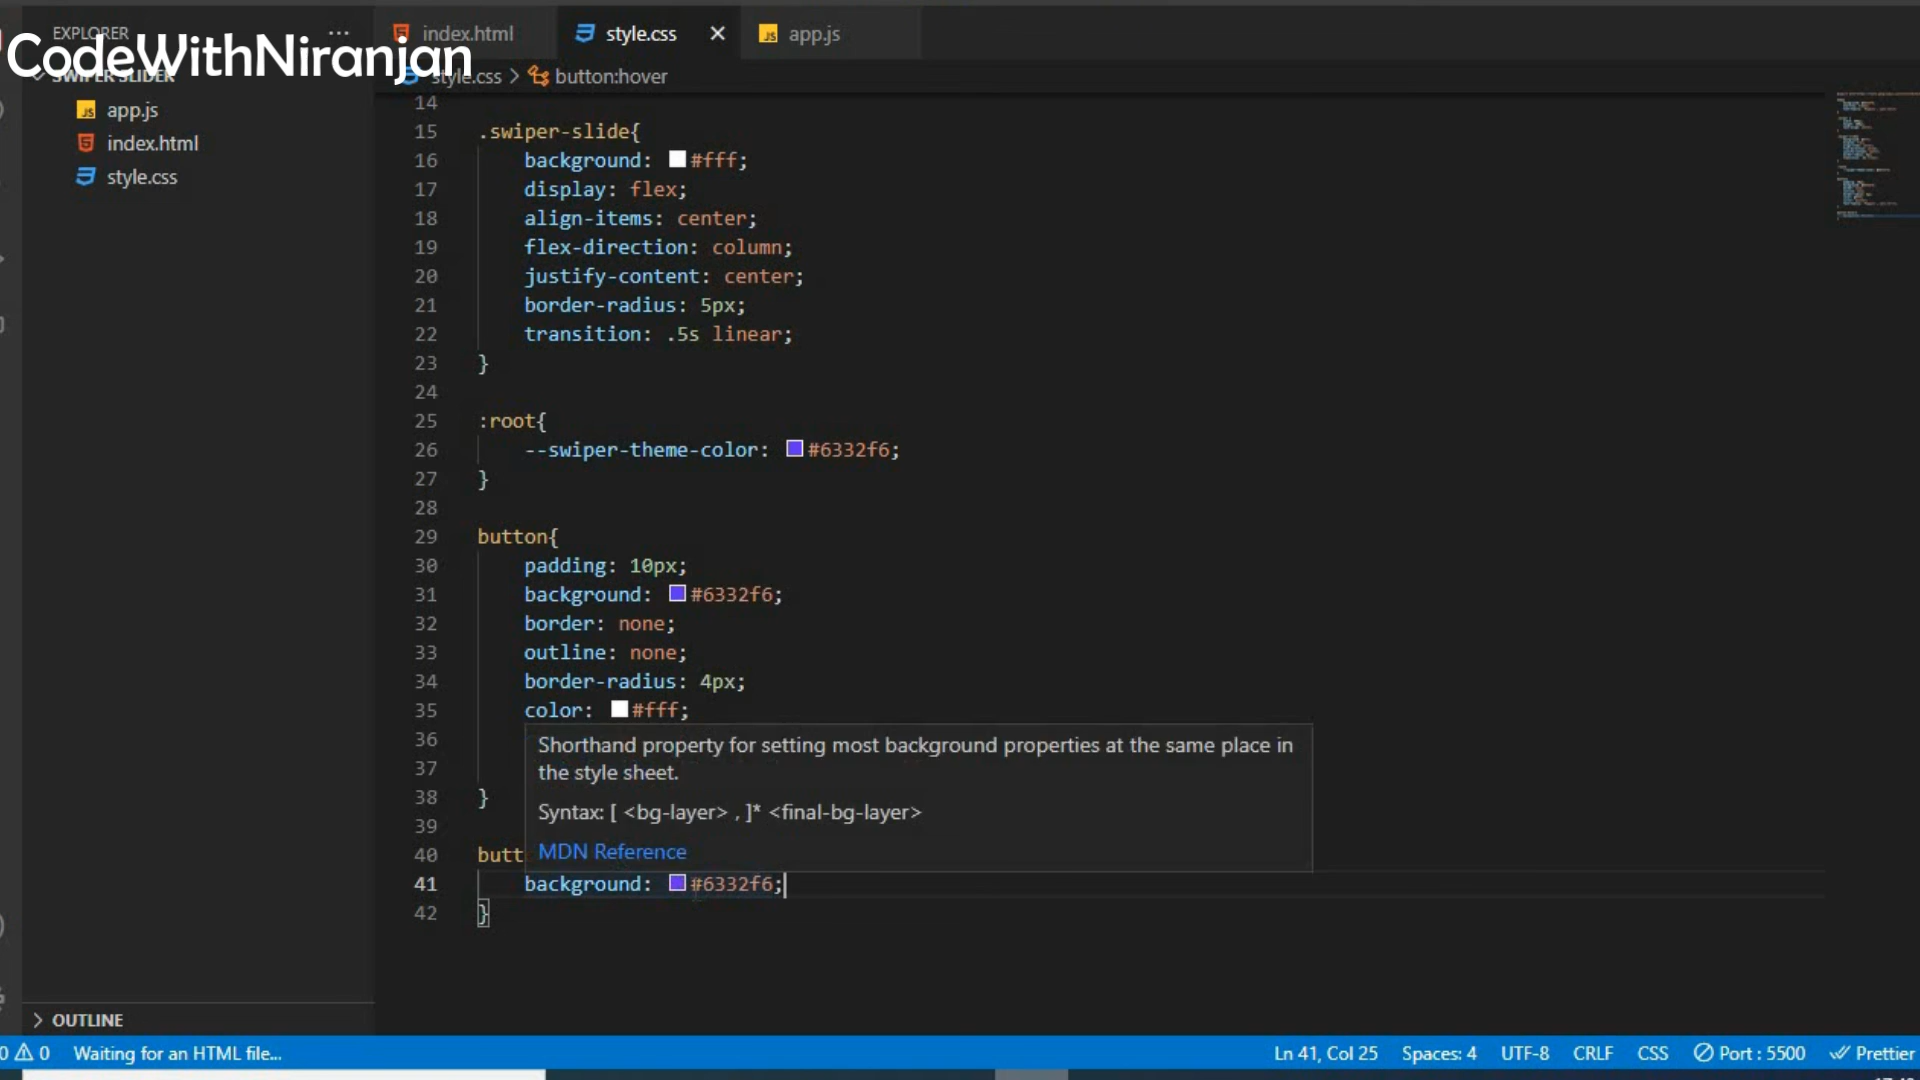 EXPLORER
CodeWithNiranjan
SWIPER SLIDER
app.js
index.html
style.css
OUTLINE
index.html
style.css
app.js
style.css > button:hover
14
15 .swiper-slide{
16 background: #fff;
17 display: flex;
18 align-items: center;
19 flex-direction: column;
20 justify-content: center;
21 border-radius: 5px;
22 transition: .5s linear;
23 }
24
25 :root{
26 --swiper-theme-color: #6332f6;
27 }
28
29 button{
30 padding: 10px;
31 background: #6332f6;
32 border: none;
33 outline: none;
34 border-radius: 4px;
35 color: #fff;
36
37
38 }
39
40 butt
41 background: #6332f6;
42 }
Shorthand property for setting most background properties at the same place in
the style sheet.
Syntax: [ <bg-layer> , ]* <final-bg-layer>
MDN Reference
0 0 Waiting for an HTML file... Ln 41, Col 25 Spaces: 4 UTF-8 CRLF CSS Port : 5500 Prettier